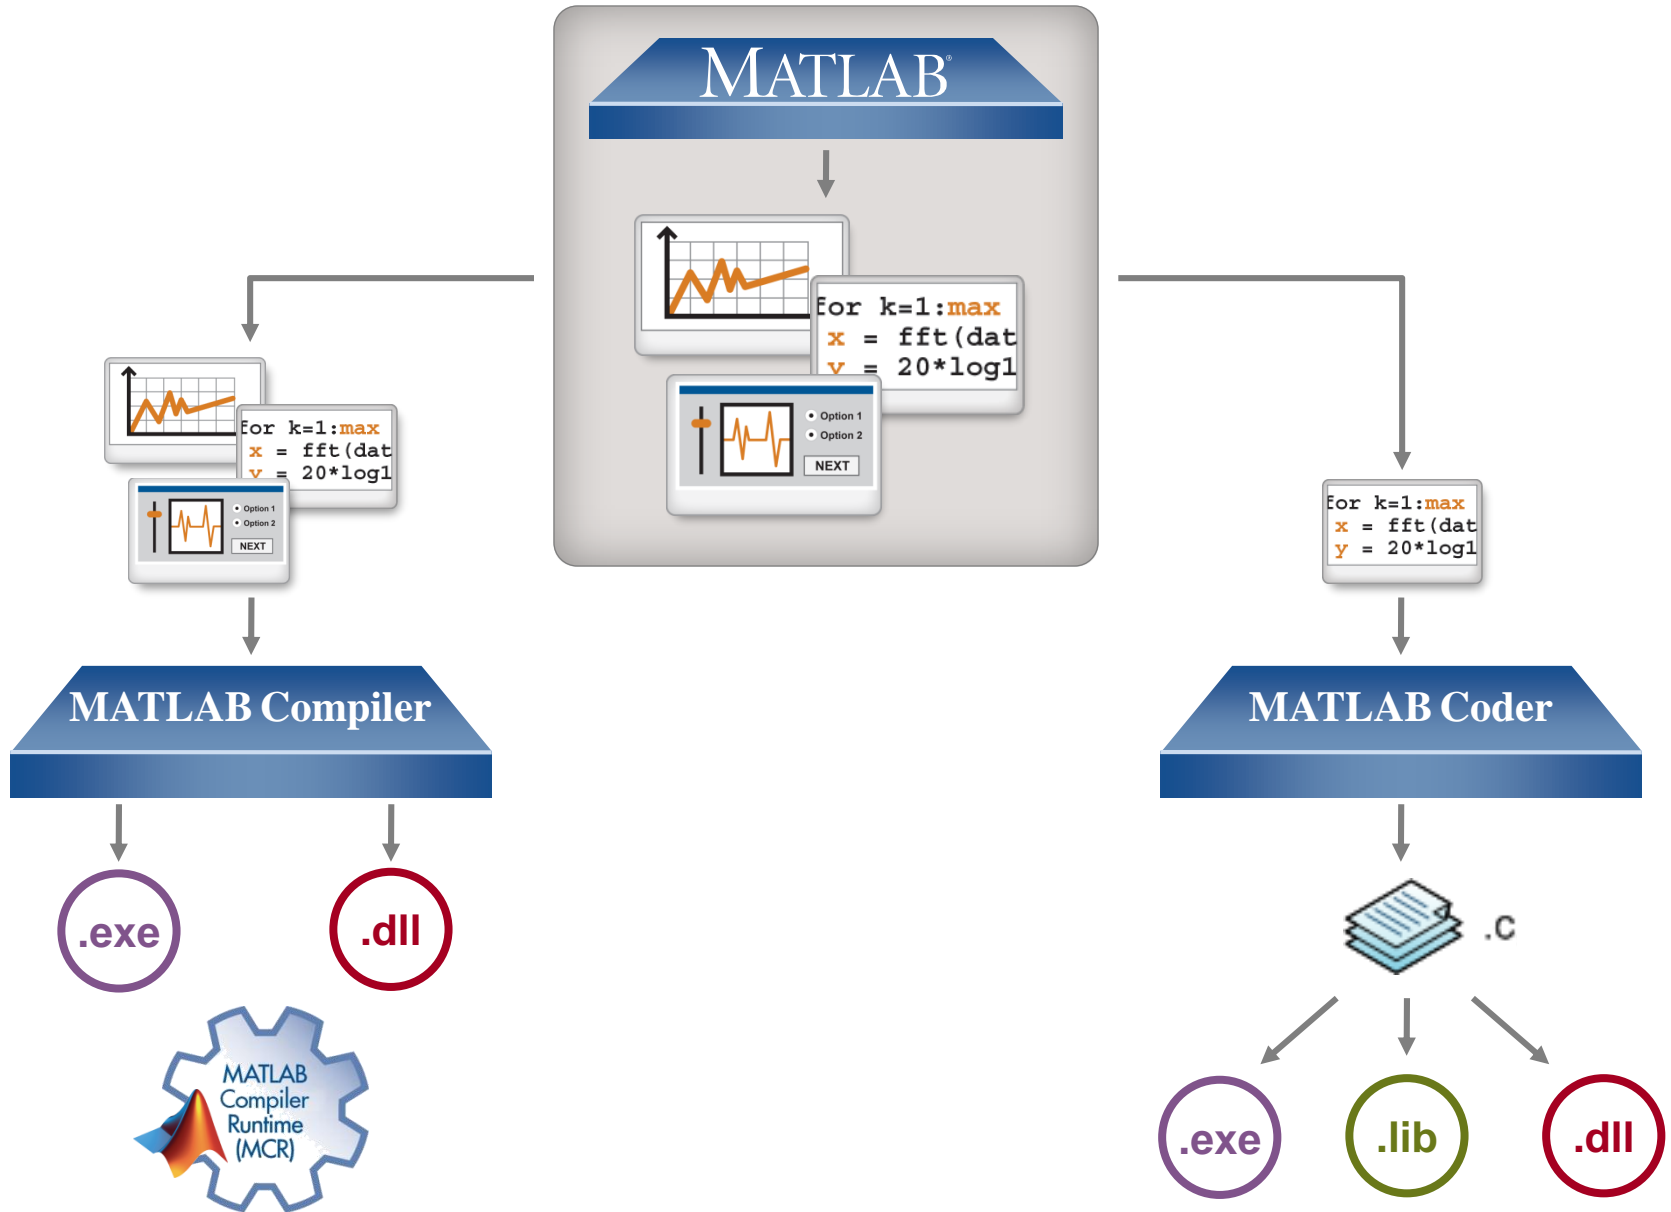 MATLAB®
for k=1:max
x = fft(dat
y = 20*log1
Option 1
Option 2
NEXT
for k=1:max
x = fft(dat
y = 20*log1
Option 1
Option 2
NEXT
for k=1:max
x = fft(dat
y = 20*log1
MATLAB Compiler
MATLAB Coder
.exe
.dll
.c
MATLAB
Compiler
Runtime
(MCR)
.exe
.lib
.dll